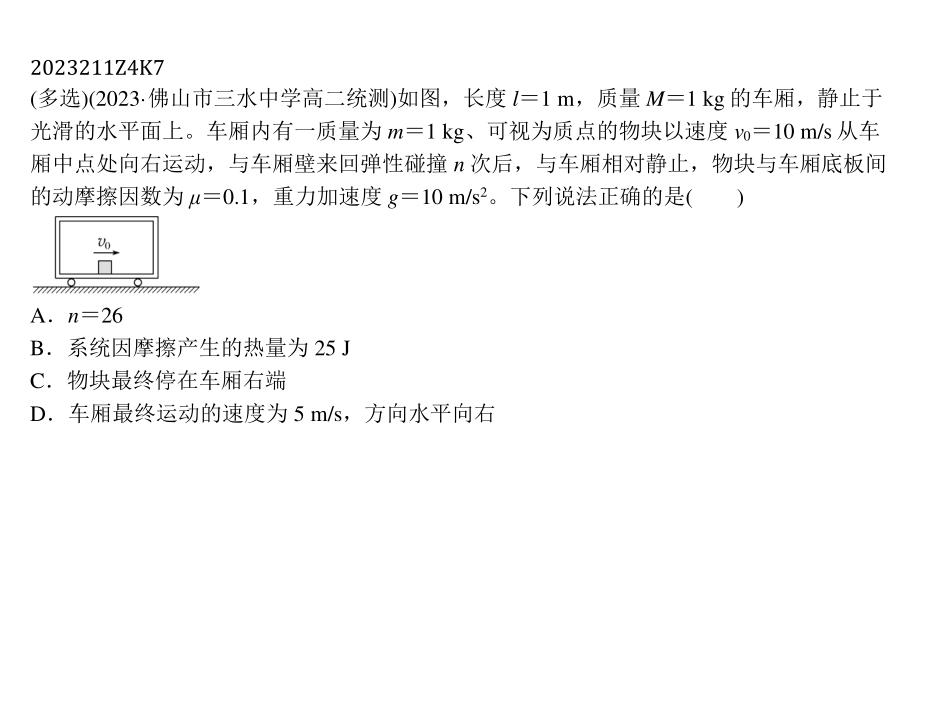 2023211Z4K7
(多选)(2023·佛山市三水中学高二统测)如图，长度 l＝1 m，质量 M＝1 kg 的车厢，静止于
光滑的水平面上。车厢内有一质量为 m＝1 kg、可视为质点的物块以速度 v₀＝10 m/s 从车
厢中点处向右运动，与车厢壁来回弹性碰撞 n 次后，与车厢相对静止，物块与车厢底板间
的动摩擦因数为 μ＝0.1，重力加速度 g＝10 m/s²。下列说法正确的是(　　)
v₀
A．n＝26
B．系统因摩擦产生的热量为 25 J
C．物块最终停在车厢右端
D．车厢最终运动的速度为 5 m/s，方向水平向右